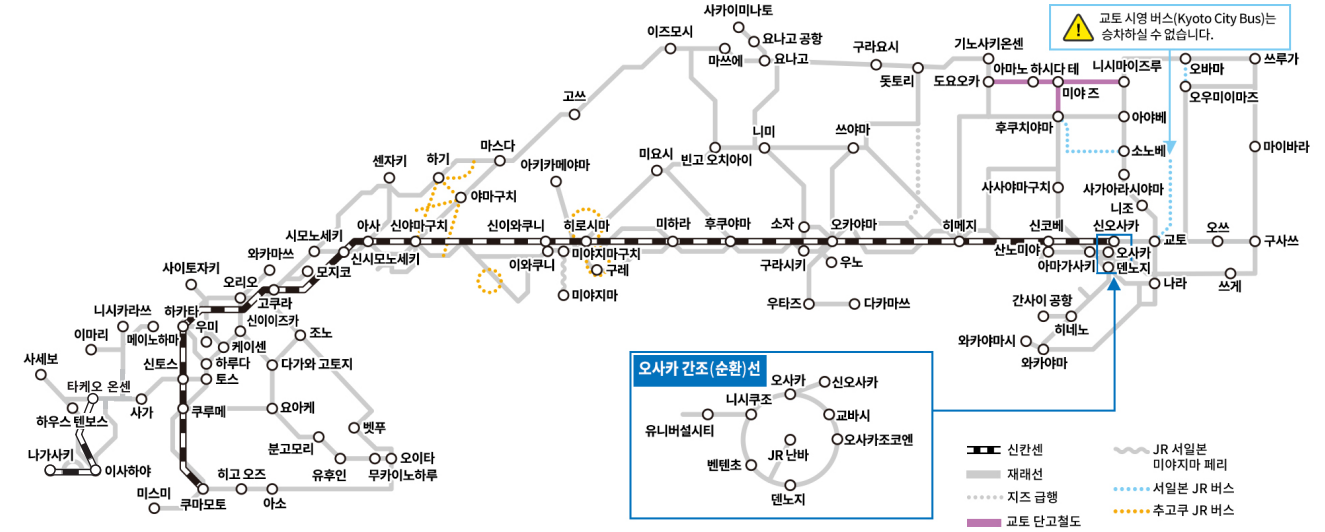 사카이미나토
이즈모시
요나고 공항
마쓰에
요나고
구라요시
돗토리
기노사키온센
아마노 하시다 테
니시마이즈루
도요오카
미야 즈
교토 시영 버스(Kyoto City Bus)는
승차하실 수 없습니다.
오바마
쓰루가
오우미이마즈
고쓰
후쿠치야마
아야베
니미
쓰야마
소노베
마이바라
마스다
하기
센자키
아키카메야마
미요시
빈고 오치아이
야마구치
사사야마구치
사가아라시야마
니조
시모노세키
아사
신야마구치
신이와쿠니
히로시마
미하라
후쿠야마
소자
오카야마
히메지
신코베
신오사카
교토
오쓰
구사쓰
와카마쓰
신시모노세키
이와쿠니
미야지마구치
구레
구라시키
우노
산노미야
오사카
아마가사키
덴노지
사이토자키
오리오
모지코
미야지마
우타즈
다카마쓰
나라
쓰게
간사이 공항
고쿠라
니시카라쓰
하카타
우미
신이이즈카
조노
히네노
와카야마시
와카야마
이마리
메이노하마
케이센
사세보
신토스
하루다
다가와 고토지
타케오 온센
토스
사가
쿠루메
요아케
하우스 텐보스
벳푸
나가사키
이사하야
분고모리
유후인
오이타
무카이노하루
히고 오즈
미스미
쿠마모토
아소
오사카 간조(순환)선
오사카
신오사카
니시쿠조
교바시
유니버설시티
오사카조코엔
JR 난바
벤텐초
덴노지
신칸센
재래선
지즈 급행
교토 단고철도
JR 서일본
미야지마 페리
서일본 JR 버스
추고쿠 JR 버스